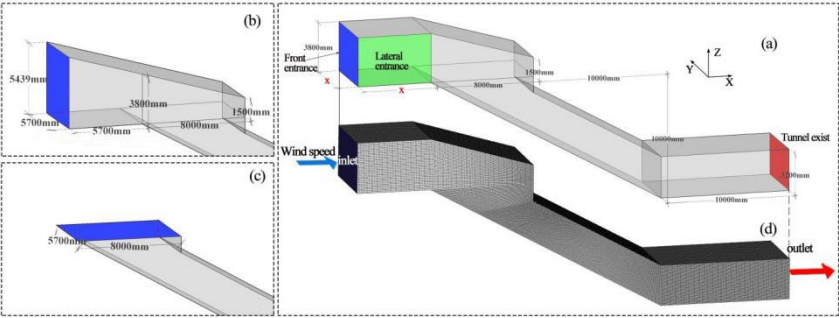 (b)
5439mm
3800mm
1500mm
5700mm
5700mm
8000mm
(c)
5700mm
8000mm
(a)
3800mm
Front
entrance
Lateral
entrance
x
x
8000mm
1500mm
10000mm
Z
Y
X
10000mm
Tunnel exist
3200mm
10000mm
Wind speed
inlet
(d)
outlet